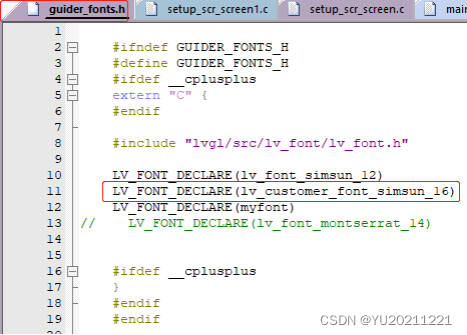 guider_fonts.h setup_scr_screen1.c setup_scr_screen.c main
1
2 #ifndef GUIDER_FONTS_H
3 #define GUIDER_FONTS_H
4 #ifdef __cplusplus
5 extern "C" {
6 #endif
7
8 #include "lvgl/src/lv_font/lv_font.h"
9
10 LV_FONT_DECLARE(lv_font_simsun_12)
11 LV_FONT_DECLARE(lv_customer_font_simsun_16)
12 LV_FONT_DECLARE(myfont)
13 // LV_FONT_DECLARE(lv_font_montserrat_14)
14
15
16 #ifdef __cplusplus
17 }
18 #endif
19 #endif
CSDN @YU20211221